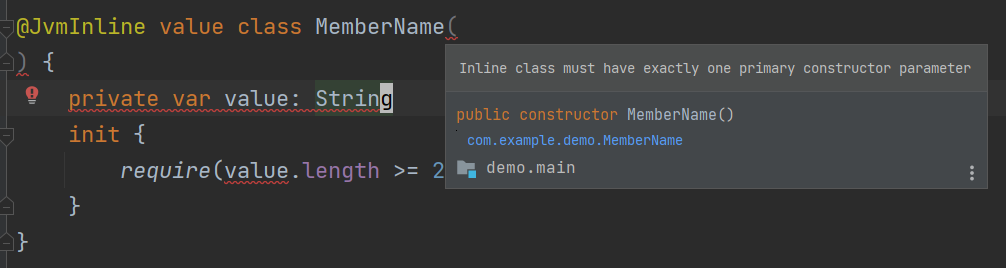 @JvmInline value class MemberName(
) {
Inline class must have exactly one primary constructor parameter
private var value: String
public constructor MemberName()
init {
com.example.demo.MemberName
require(value.length >= 2
demo.main
}
}